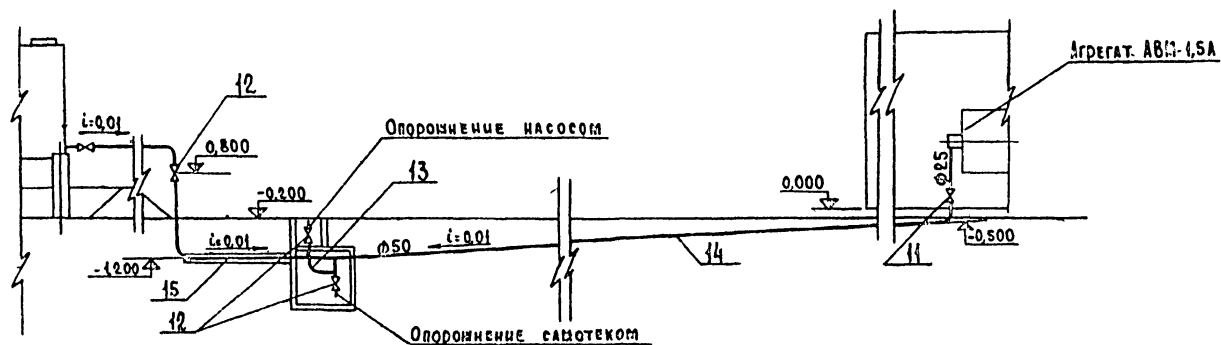 Агрегат АВМ-1,5А
12
i=0,01
Опорожнение насосом
0,800
Ф25
13
-0.200
0,000
i=0,01
Ф50
i=0,01
-0,500
-1.200
15
14
11
12
Опорожнение самотеком